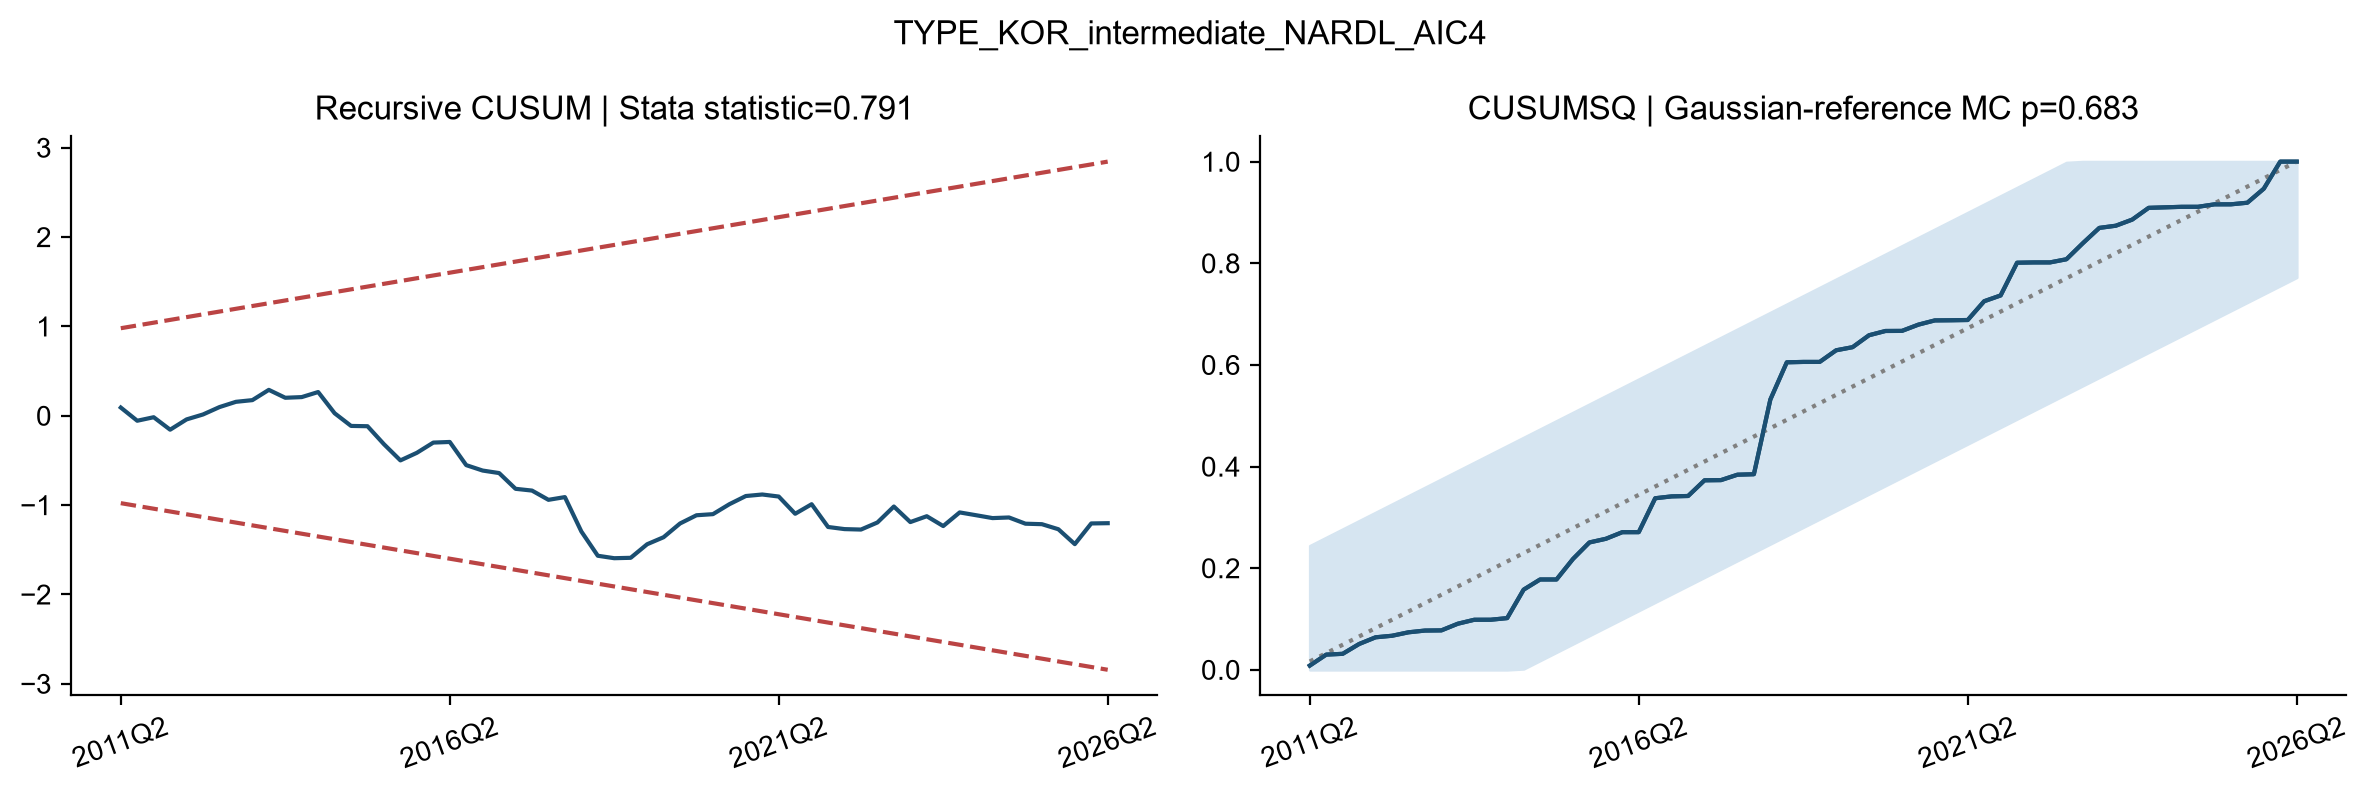 TYPE_KOR_intermediate_NARDL_AIC4
Recursive CUSUM | Stata statistic=0.791
3
2
1
0
−1
−2
−3
2011Q2
2016Q2
2021Q2
2026Q2
CUSUMSQ | Gaussian-reference MC p=0.683
1.0
0.8
0.6
0.4
0.2
0.0
2011Q2
2016Q2
2021Q2
2026Q2